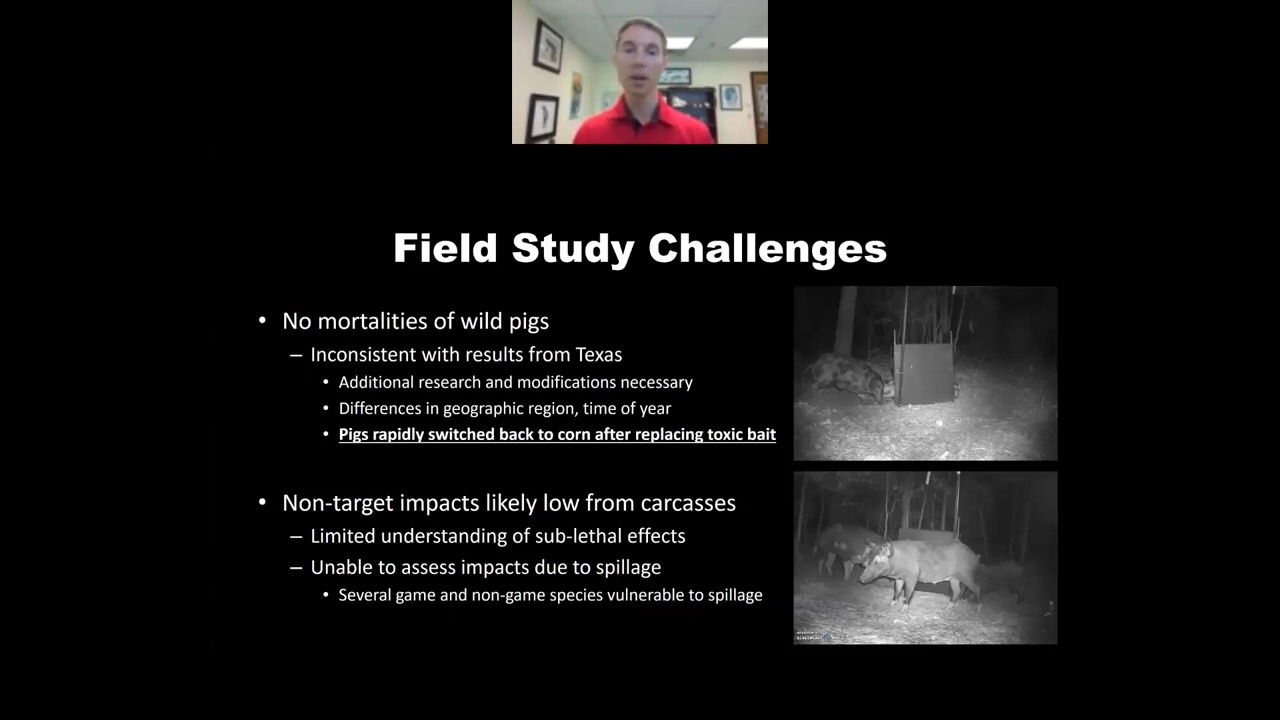 Field Study Challenges
• No mortalities of wild pigs
– Inconsistent with results from Texas
• Additional research and modifications necessary
• Differences in geographic region, time of year
• Pigs rapidly switched back to corn after replacing toxic bait
• Non-target impacts likely low from carcasses
– Limited understanding of sub-lethal effects
– Unable to assess impacts due to spillage
• Several game and non-game species vulnerable to spillage